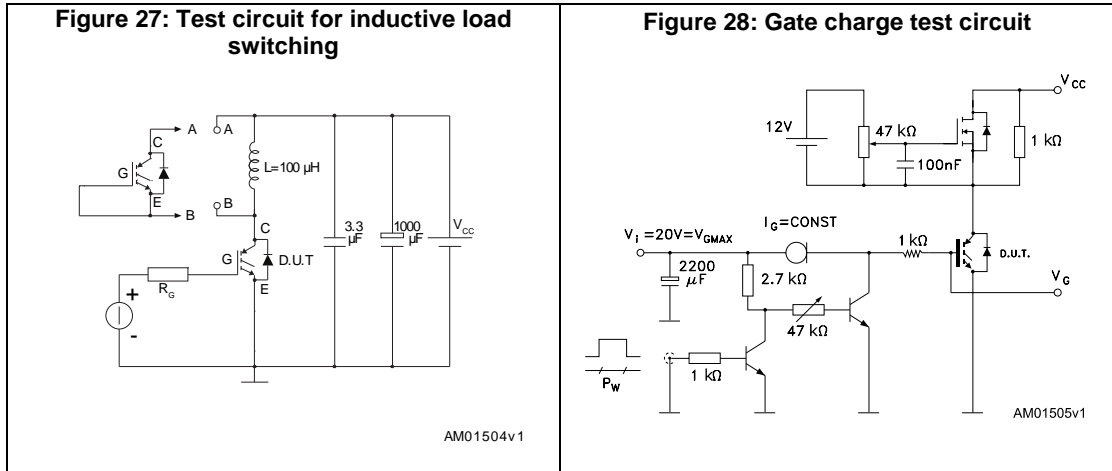 Figure 27: Test circuit for inductive load
switching
A
A
C
G
E
B
B
L=100 µH
C
G
D.U.T
E
3.3
µF
1000
µF
VCC
RG
+
-
AM01504v1
Figure 28: Gate charge test circuit
VCC
12V
47 kΩ
100nF
1 kΩ
IG=CONST
Vi=20V=VGMAX
2200
µF
2.7 kΩ
1kΩ
D.U.T.
VG
47 kΩ
1 kΩ
PW
AM01505v1